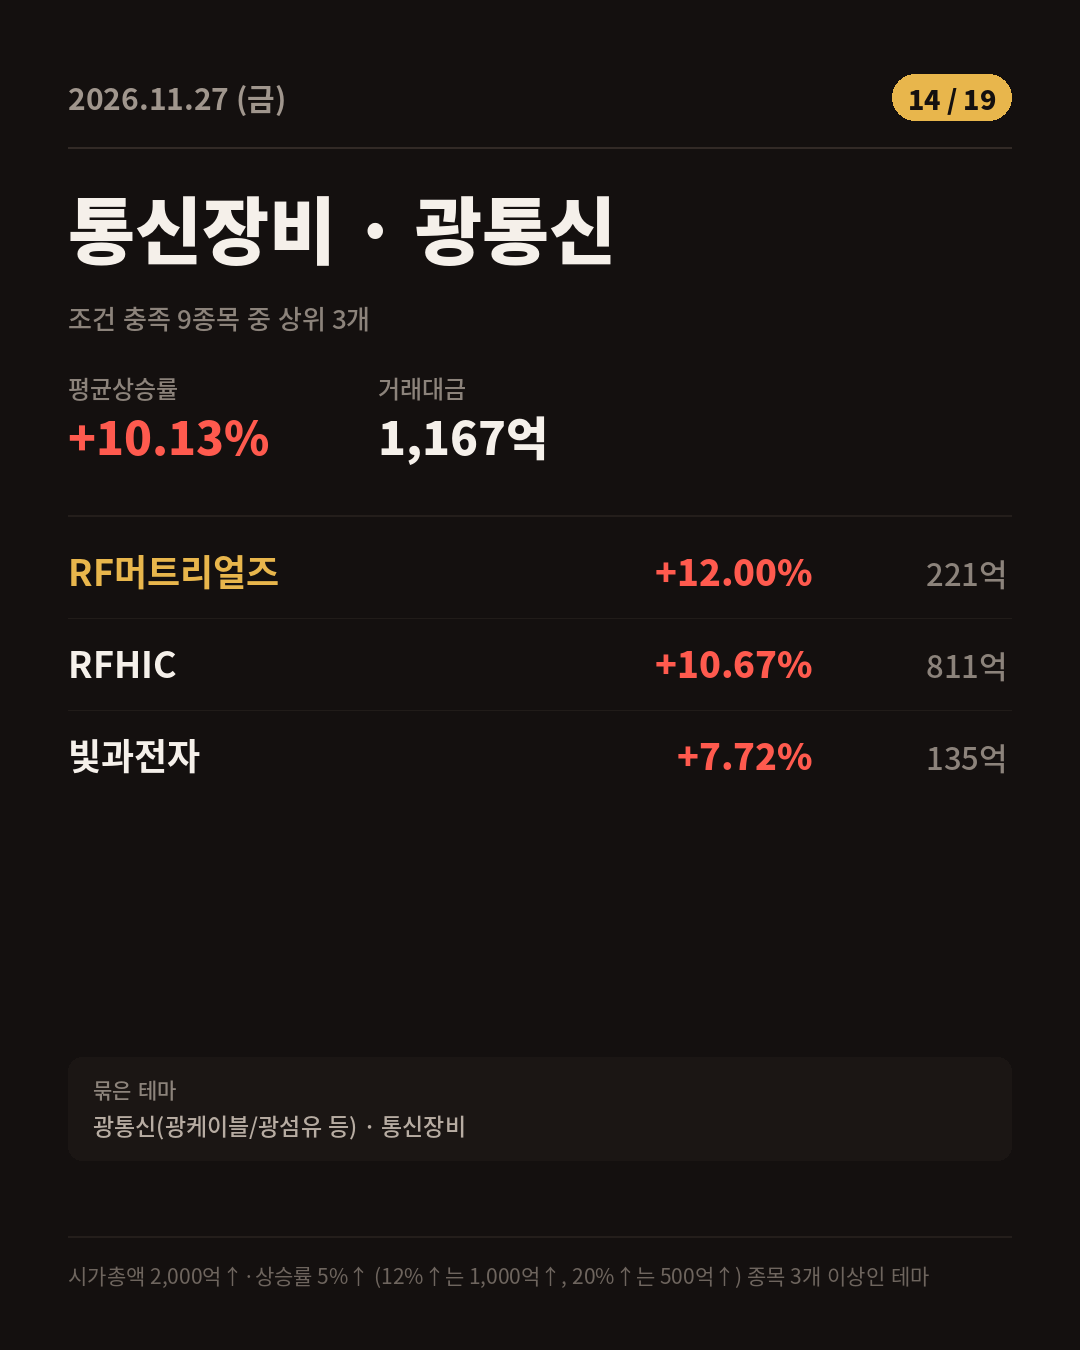 2026.11.27 (금)
14 / 19
통신장비 · 광통신
조건 충족 9종목 중 상위 3개
평균상승률 거래대금
+10.13% 1,167억
RF머트리얼즈 +12.00% 221억
RFHIC +10.67% 811억
빛과전자 +7.72% 135억
묶은 테마
광통신(광케이블/광섬유 등) · 통신장비
시가총액 2,000억↑ · 상승률 5%↑ (12%↑는 1,000억↑, 20%↑는 500억↑) 종목 3개 이상인 테마